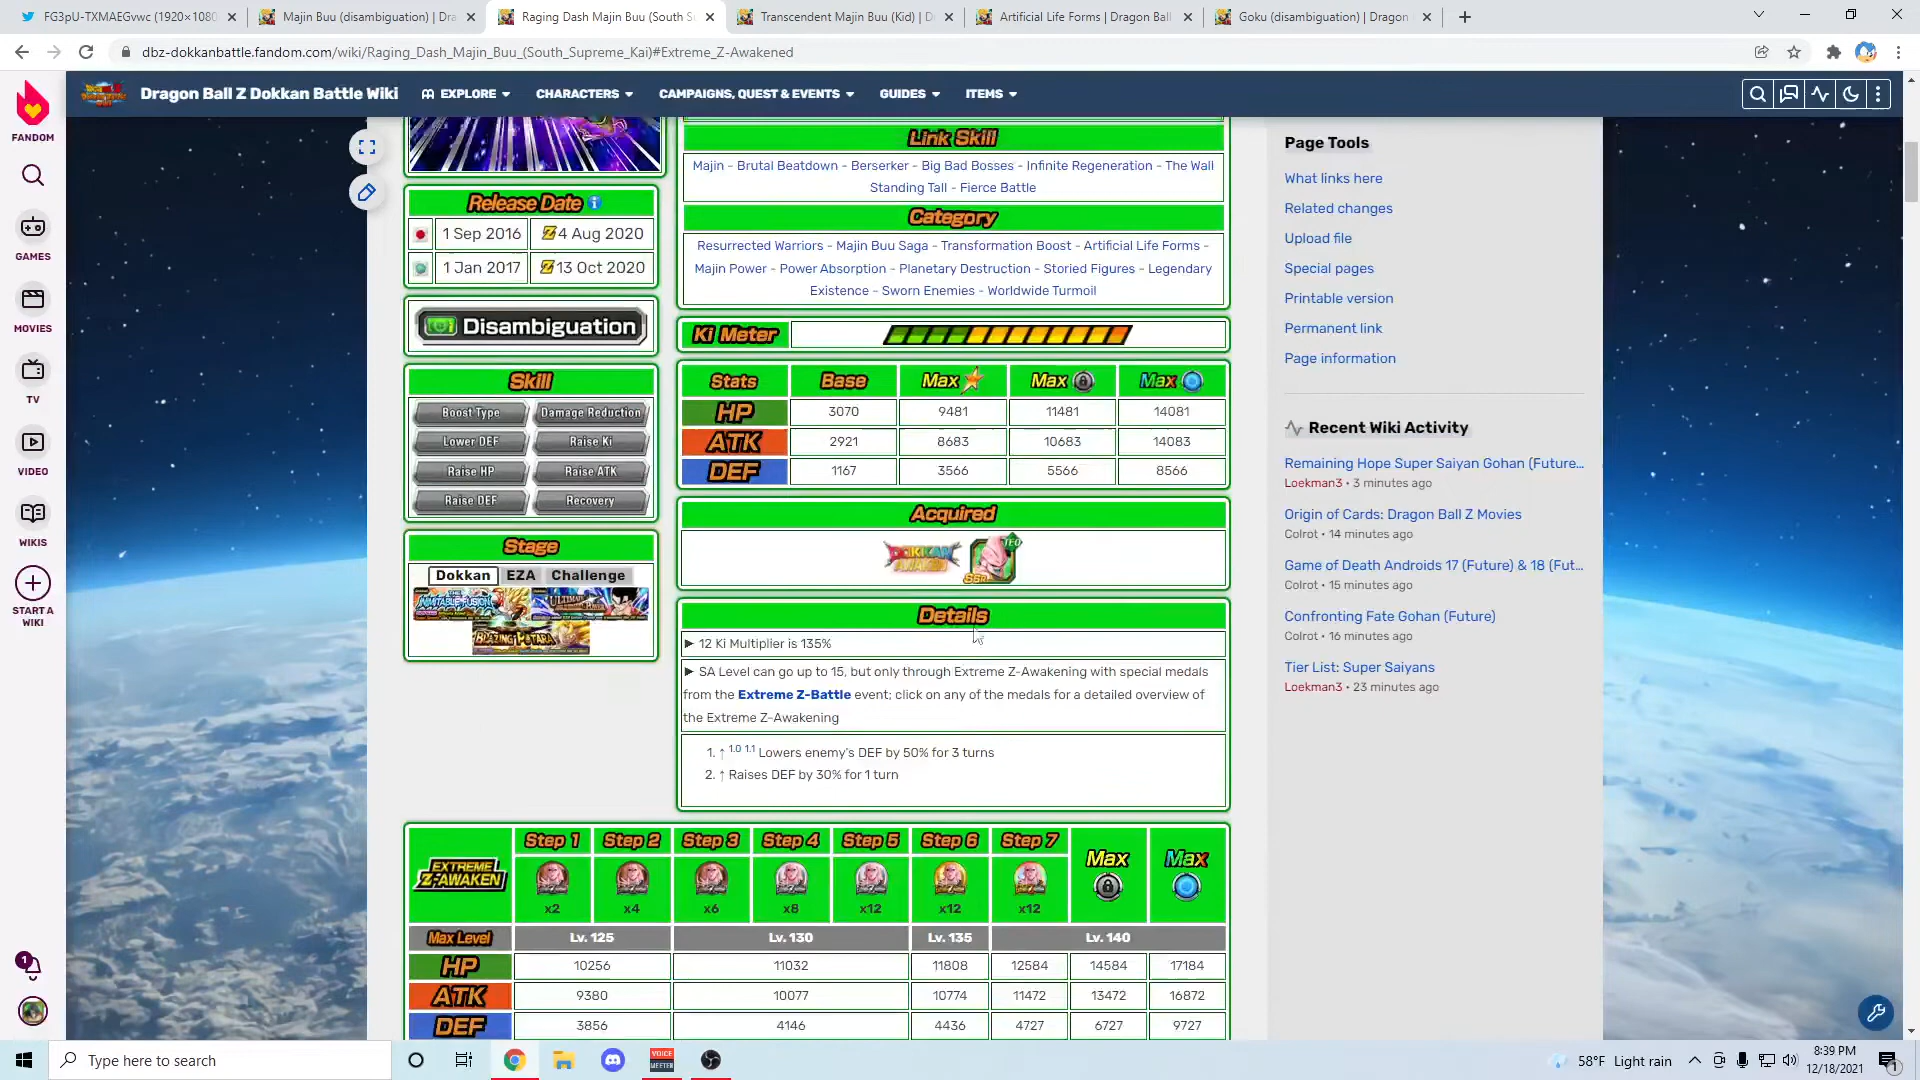 FG3pU-TXMAEGvwc (1920×1080
Majin Buu (disambiguation) | Dra
Raging Dash Majin Buu (South Su
Transcendent Majin Buu (Kid) | D
Artificial Life Forms | Dragon Ball
Goku (disambiguation) | Dragon
dbz-dokkanbattle.fandom.com/wiki/Raging_Dash_Majin_Buu_(South_Supreme_Kai)#Extreme_Z-Awakened
Dragon Ball Z Dokkan Battle Wiki
EXPLORE
CHARACTERS
CAMPAIGNS, QUEST & EVENTS
GUIDES
ITEMS
FANDOM
GAMES
MOVIES
TV
VIDEO
WIKIS
START A
WIKI
1
Release Date
1 Sep 2016
Z 4 Aug 2020
1 Jan 2017
Z 13 Oct 2020
Disambiguation
Skill
Boost Type
Damage Reduction
Lower DEF
Raise Ki
Raise HP
Raise ATK
Raise DEF
Recovery
Stage
Dokkan
EZA
Challenge
Link Skill
Majin - Brutal Beatdown - Berserker - Big Bad Bosses - Infinite Regeneration - The Wall
Standing Tall - Fierce Battle
Category
Resurrected Warriors - Majin Buu Saga - Transformation Boost - Artificial Life Forms -
Majin Power - Power Absorption - Planetary Destruction - Storied Figures - Legendary
Existence - Sworn Enemies - Worldwide Turmoil
Ki Meter
Stats Base Max Max Max
HP 3070 9481 11481 14081
ATK 2921 8683 10683 14083
DEF 1167 3566 5566 8566
Acquired
DOKKAN
AWAKEN
TEQ
SSR
Details
► 12 Ki Multiplier is 135%
► SA Level can go up to 15, but only through Extreme Z-Awakening with special medals
from the Extreme Z-Battle event; click on any of the medals for a detailed overview of
the Extreme Z-Awakening
1. ↑ 1.0 1.1 Lowers enemy's DEF by 50% for 3 turns
2. ↑ Raises DEF by 30% for 1 turn
EXTREME
Z-AWAKEN
Step 1 Step 2 Step 3 Step 4 Step 5 Step 6 Step 7 Max Max
x2 x4 x6 x8 x12 x12 x12
Max Level Lv. 125 Lv. 130 Lv. 135 Lv. 140
HP 10256 11032 11808 12584 14584 17184
ATK 9380 10077 10774 11472 13472 16872
DEF 3856 4146 4436 4727 6727 9727
Page Tools
What links here
Related changes
Upload file
Special pages
Printable version
Permanent link
Page information
Recent Wiki Activity
Remaining Hope Super Saiyan Gohan (Future...
Loekman3 • 3 minutes ago
Origin of Cards: Dragon Ball Z Movies
Colrot • 14 minutes ago
Game of Death Androids 17 (Future) & 18 (Fut...
Colrot • 15 minutes ago
Confronting Fate Gohan (Future)
Colrot • 16 minutes ago
Tier List: Super Saiyans
Loekman3 • 23 minutes ago
Type here to search
VOICE
MEETER
58°F Light rain
8:39 PM
12/18/2021
1